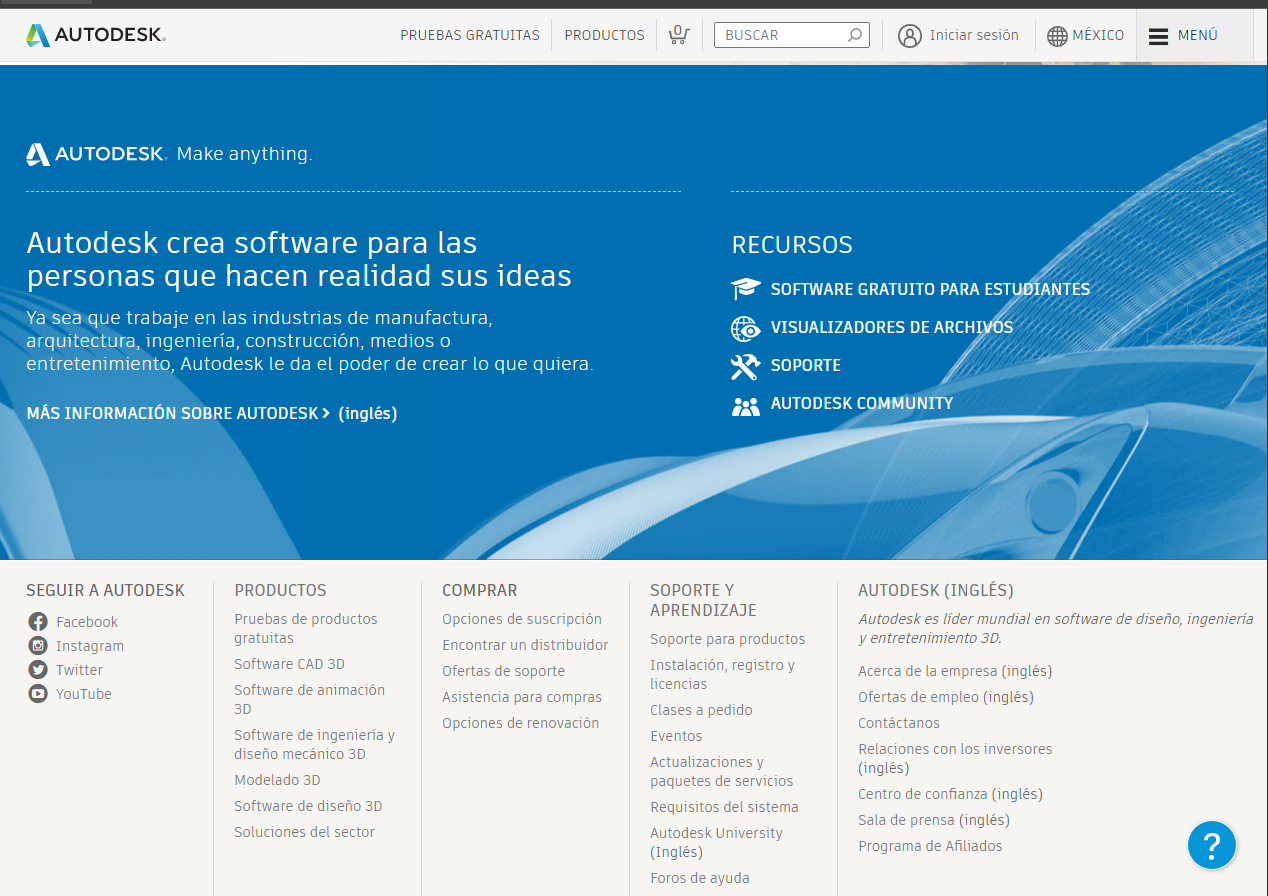 AUTODESK.
PRUEBAS GRATUITAS
PRODUCTOS
0
BUSCAR
Iniciar sesión
MÉXICO
MENÚ
AUTODESK. Make anything.
Autodesk crea software para las
personas que hacen realidad sus ideas
Ya sea que trabaje en las industrias de manufactura,
arquitectura, ingeniería, construcción, medios o
entretenimiento, Autodesk le da el poder de crear lo que quiera.
MÁS INFORMACIÓN SOBRE AUTODESK > (inglés)
RECURSOS
SOFTWARE GRATUITO PARA ESTUDIANTES
VISUALIZADORES DE ARCHIVOS
SOPORTE
AUTODESK COMMUNITY
SEGUIR A AUTODESK
Facebook
Instagram
Twitter
YouTube
PRODUCTOS
Pruebas de productos
gratuitas
Software CAD 3D
Software de animación
3D
Software de ingeniería y
diseño mecánico 3D
Modelado 3D
Software de diseño 3D
Soluciones del sector
COMPRAR
Opciones de suscripción
Encontrar un distribuidor
Ofertas de soporte
Asistencia para compras
Opciones de renovación
SOPORTE Y
APRENDIZAJE
Soporte para productos
Instalación, registro y
licencias
Clases a pedido
Eventos
Actualizaciones y
paquetes de servicios
Requisitos del sistema
Autodesk University
(Inglés)
Foros de ayuda
AUTODESK (INGLÉS)
Autodesk es líder mundial en software de diseño, ingeniería
y entretenimiento 3D.
Acerca de la empresa (inglés)
Ofertas de empleo (inglés)
Contáctanos
Relaciones con los inversores
(inglés)
Centro de confianza (inglés)
Sala de prensa (inglés)
Programa de Afiliados
?